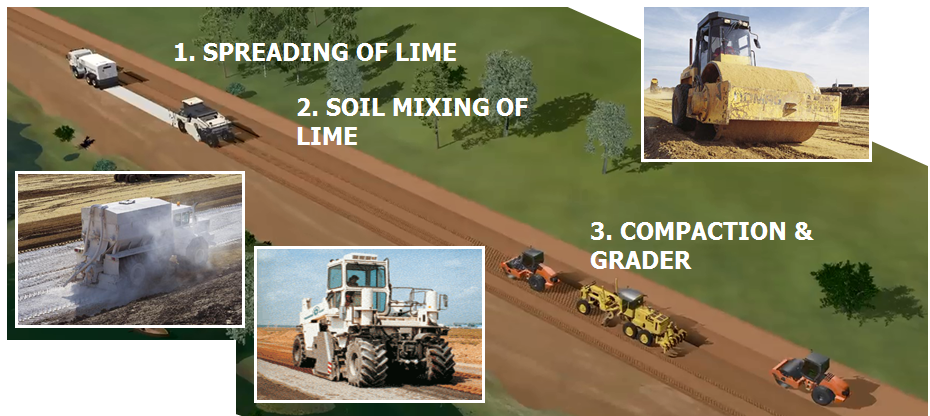 1. SPREADING OF LIME
2. SOIL MIXING OF
LIME
3. COMPACTION &
GRADER